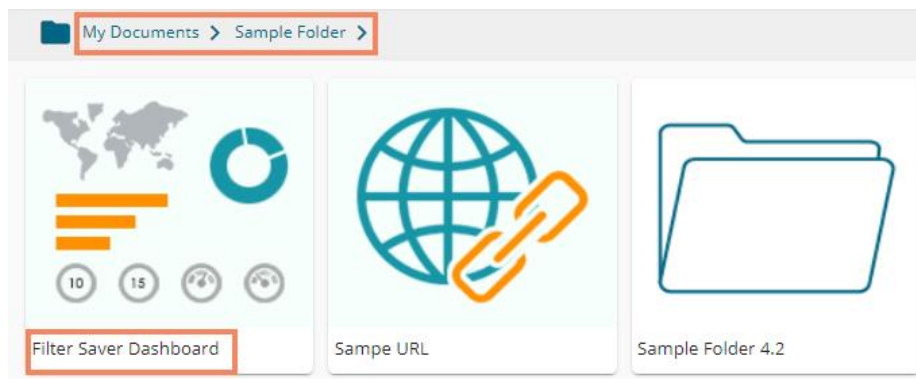 My Documents > Sample Folder >
10 15
Filter Saver Dashboard
Sampe URL
Sample Folder 4.2